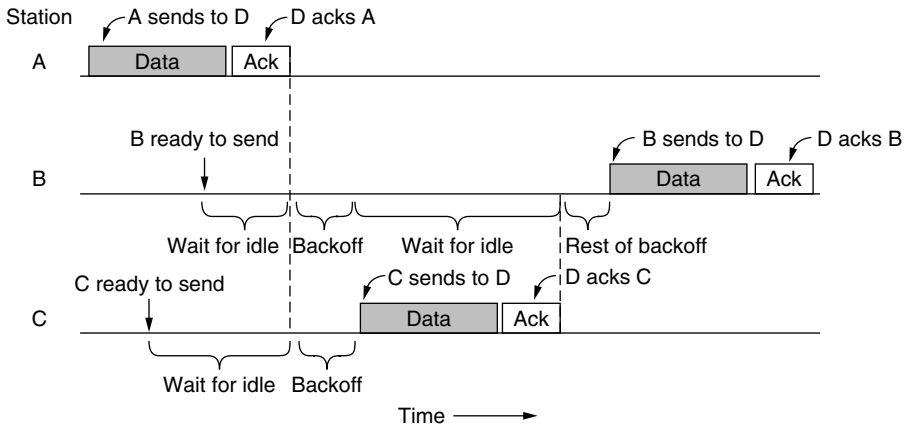 Station
A sends to D
D acks A
A
Data
Ack
B ready to send
B sends to D
D acks B
B
Data
Ack
Wait for idle
Backoff
Wait for idle
Rest of backoff
C ready to send
C sends to D
D acks C
C
Data
Ack
Wait for idle
Backoff
Time